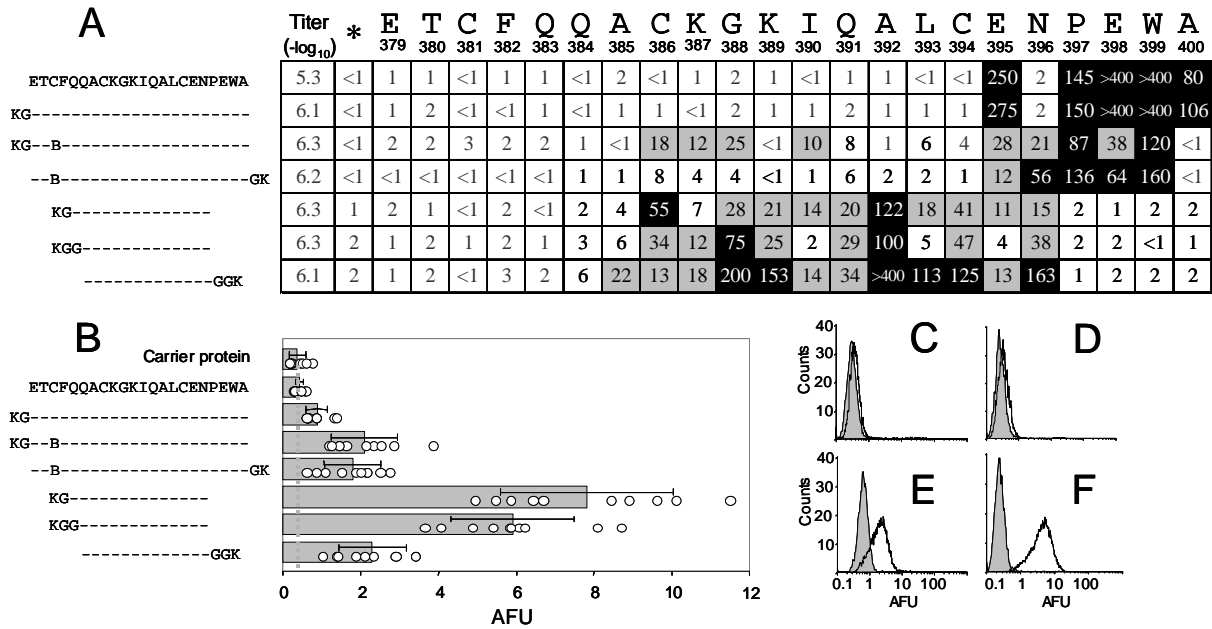 A
Titer (-log10) * E 379 T 380 C 381 F 382 Q 383 Q 384 A 385 C 386 K 387 G 388 K 389 I 390 Q 391 A 392 L 393 C 394 E 395 N 396 P 397 E 398 W 399 A 400
ETCFQQACKGKIQALCENPEWA 5.3 <1 1 1 <1 1 1 <1 2 <1 1 2 1 <1 1 1 <1 <1 250 2 145 >400 >400 80
KG---------------------- 6.1 <1 1 2 <1 <1 1 <1 1 1 <1 2 1 1 2 1 1 1 275 2 150 >400 >400 106
KG--B------------------- 6.3 <1 2 2 3 2 2 1 <1 18 12 25 <1 10 8 1 6 4 28 21 87 38 120 <1
--B-------------------GK 6.2 <1 <1 <1 <1 <1 <1 1 1 8 4 4 <1 1 6 2 2 1 12 56 136 64 160 <1
KG-------------- 6.3 1 2 1 <1 2 <1 2 4 55 7 28 21 14 20 122 18 41 11 15 2 1 2 2
KGG------------- 6.3 2 1 2 1 2 1 3 6 34 12 75 25 2 29 100 5 47 4 38 2 2 <1 1
-------------GGK 6.1 2 1 2 <1 3 2 6 22 13 18 200 153 14 34 >400 113 125 13 163 1 2 2 2
B
Carrier protein
ETCFQQACKGKIQALCENPEWA
KG----------------------
KG--B-------------------
--B-------------------GK
KG--------------
KGG-------------
-------------GGK
0 2 4 6 8 10 12
AFU
C
D
40
30
20
10
Counts
E
F
40
30
20
10
Counts
0.1 1 10 100
AFU
0.1 1 10 100
AFU